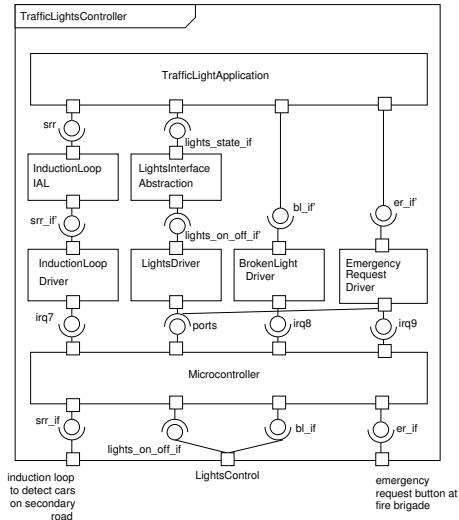 TrafficLightsController
TrafficLightApplication
srr
lights_state_if
InductionLoop
IAL
LightsInterface
Abstraction
bl_if'
er_if'
srr_if'
lights_on_off_if'
InductionLoop
Driver
LightsDriver
BrokenLight
Driver
Emergency
Request
Driver
irq7
ports
irq8
irq9
Microcontroller
srr_if
lights_on_off_if
bl_if
er_if
LightsControl
induction loop
to detect cars
on secondary
road
emergency
request button at
fire brigade